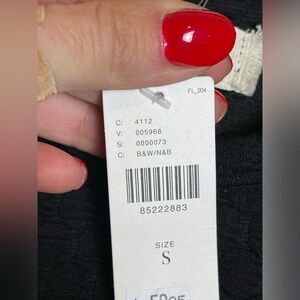 FL_204
C: 4112
V: 005968
S: 0000073
C: B&W/N&B
85222883
SIZE
S